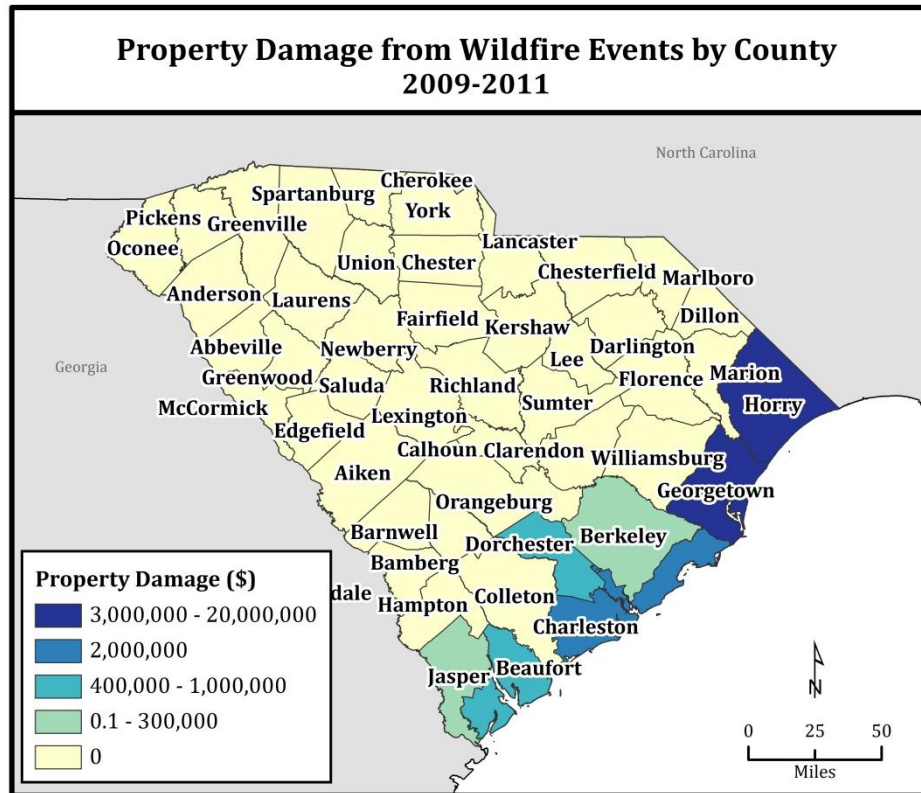 Property Damage from Wildfire Events by County
2009-2011
North Carolina
Cherokee
Spartanburg
York
Pickens
Greenville
Lancaster
Oconee
Union
Chester
Chesterfield
Marlboro
Anderson
Laurens
Dillon
Fairfield
Kershaw
Abbeville
Newberry
Lee
Darlington
Georgia
Marion
Greenwood
Saluda
Richland
Florence
Horry
McCormick
Lexington
Sumter
Edgefield
Calhoun
Clarendon
Williamsburg
Aiken
Georgetown
Orangeburg
Barnwell
Dorchester
Berkeley
Bamberg
dale
Hampton
Colleton
Charleston
Jasper
Beaufort
Property Damage ($)
3,000,000 - 20,000,000
2,000,000
400,000 - 1,000,000
0.1 - 300,000
0
N
0 25 50
Miles